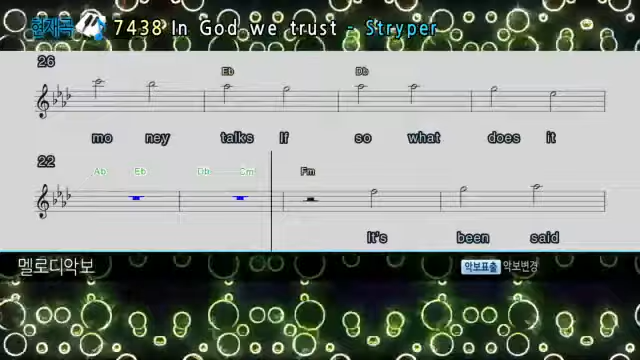 현재곡 7438 In God we trust - Stryper
26
Eb Db
mo ney talks If so what does it
22
Ab Eb Db Cm Fm
It's been said
멜로디악보 악보표출 악보변경